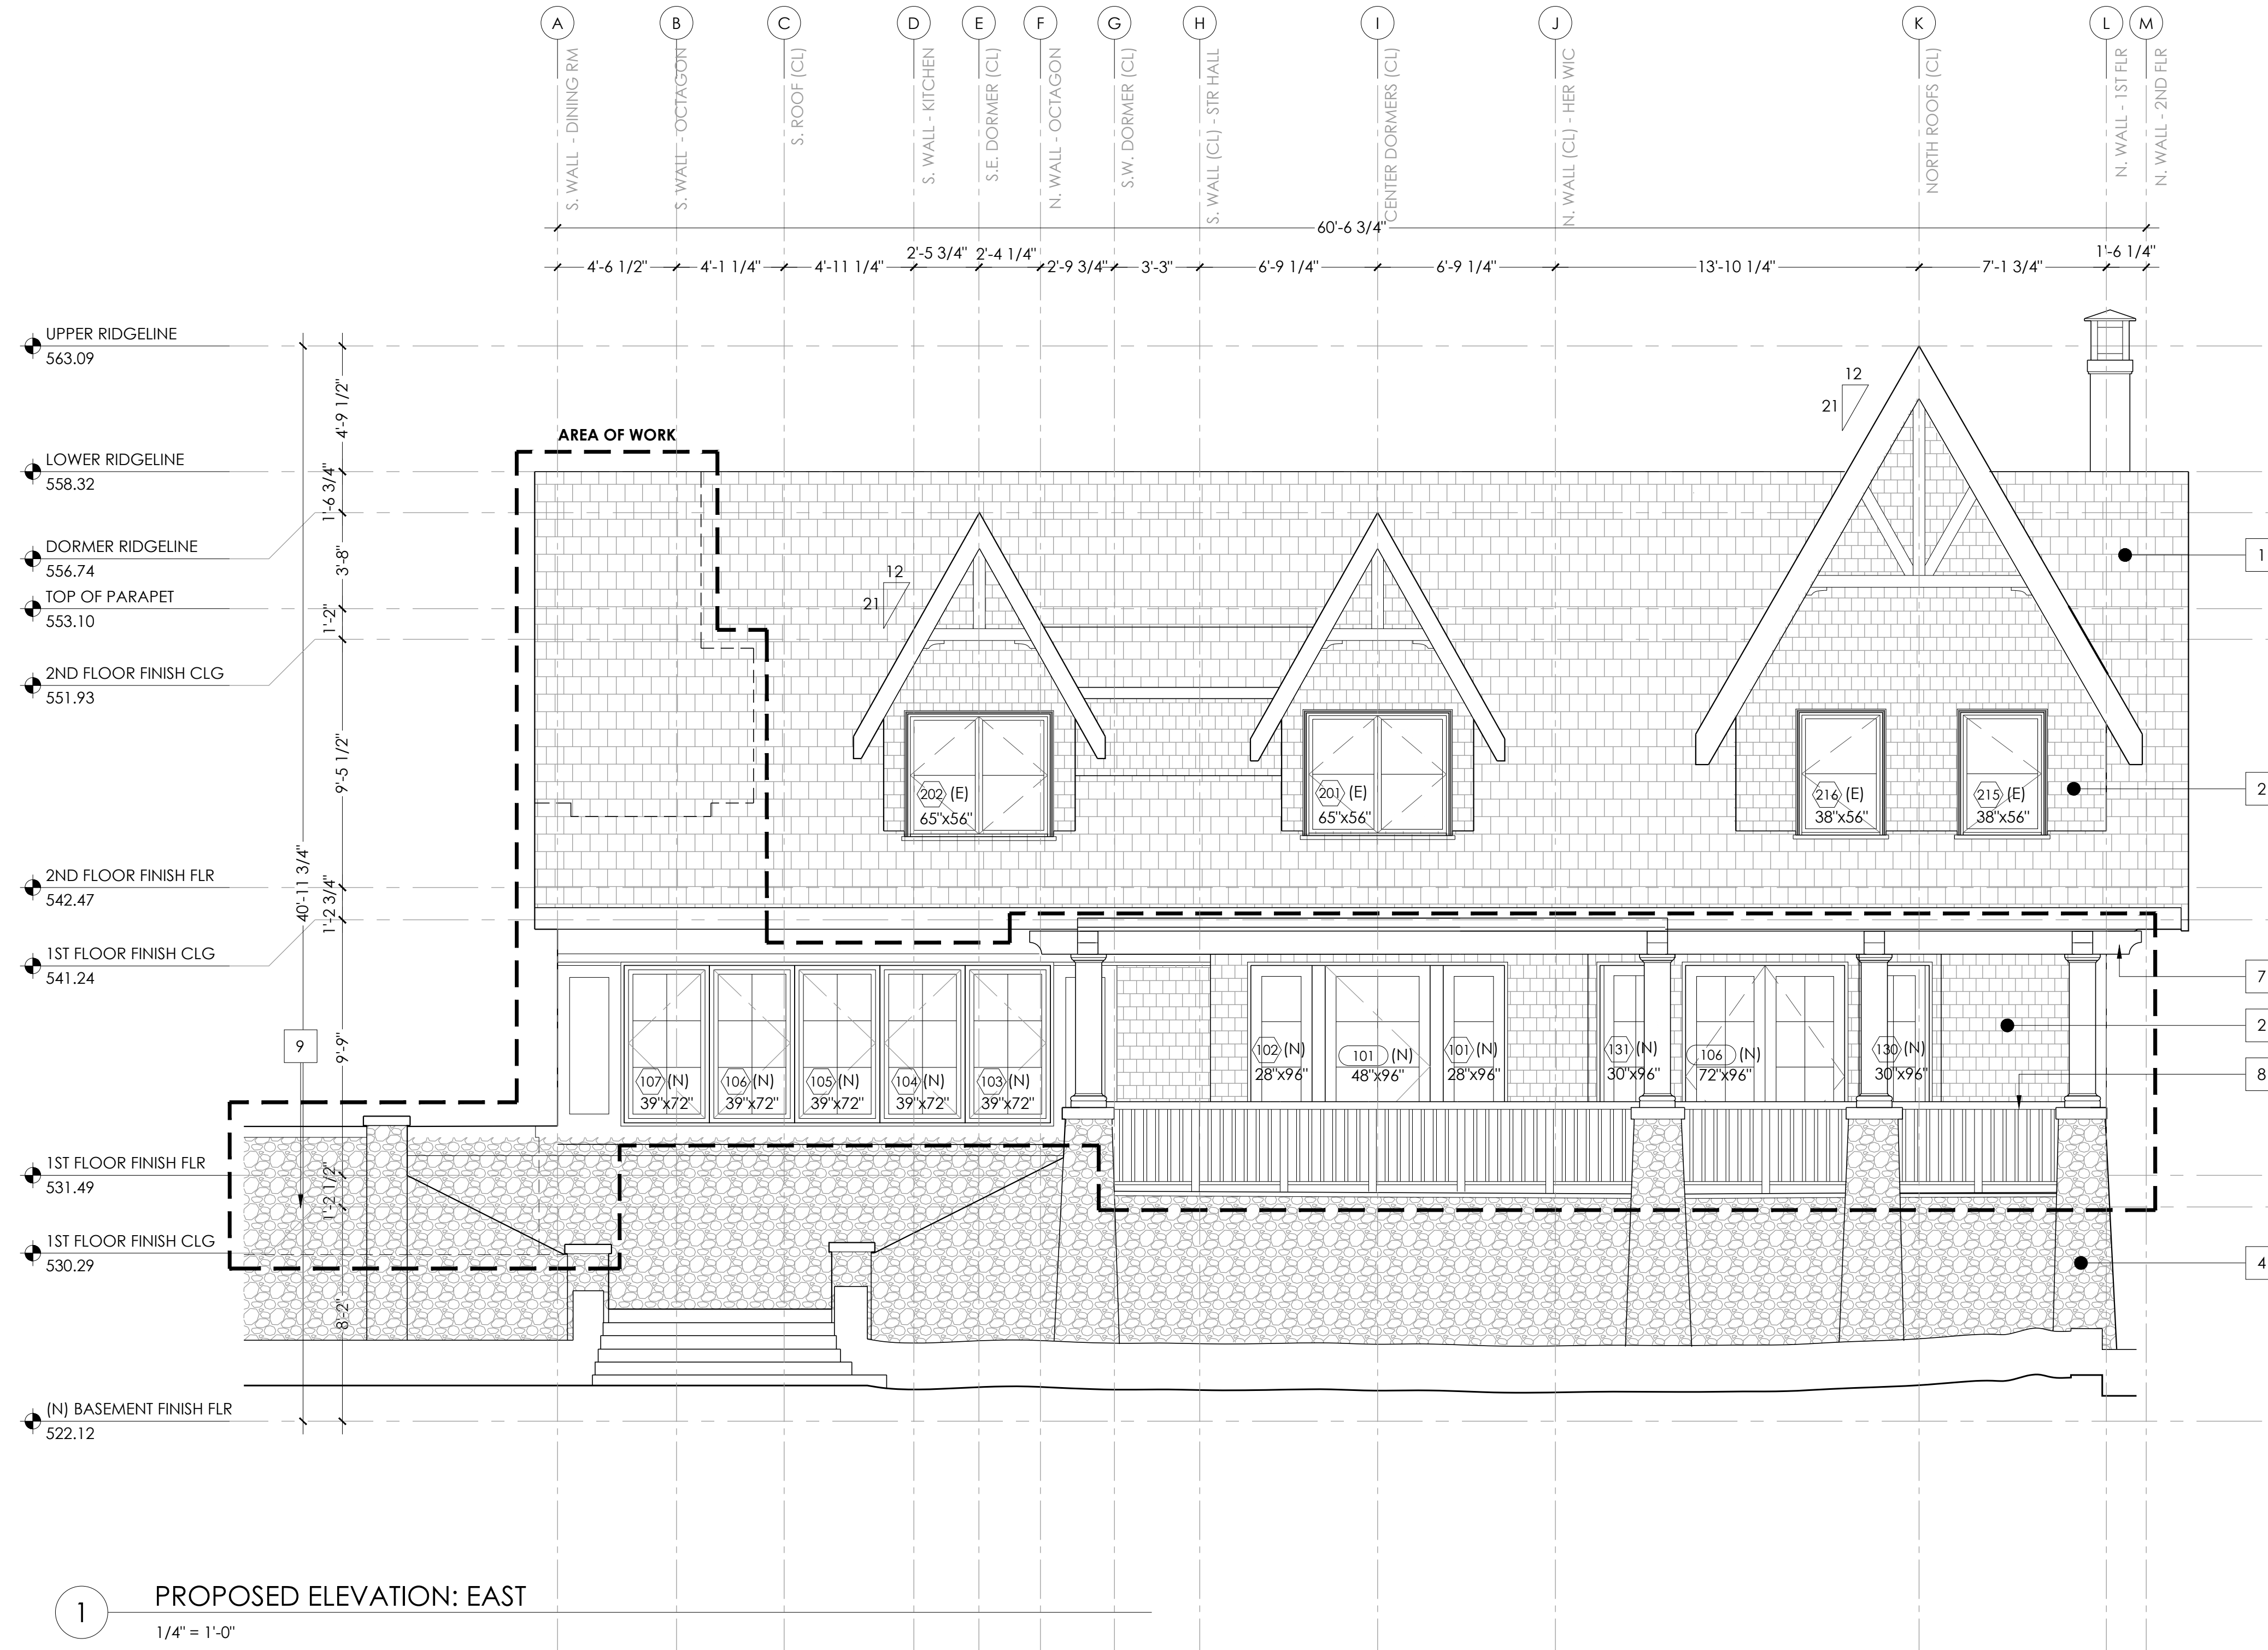 A B C D E F G H I J K L M
S. WALL - DINING RM
S. WALL - OCTAGON
S. ROOF (CL)
S. WALL - KITCHEN
S.E. DORMER (CL)
N. WALL - OCTAGON
S.W. DORMER (CL)
S. WALL (CL) - STR HALL
CENTER DORMERS (CL)
N. WALL (CL) - HER WIC
NORTH ROOFS (CL)
N. WALL - 1ST FLR
N. WALL - 2ND FLR
60'-6 3/4"
4'-6 1/2" 4'-1 1/4" 4'-11 1/4" 2'-5 3/4" 2'-4 1/4" 2'-9 3/4" 3'-3" 6'-9 1/4" 6'-9 1/4" 13'-10 1/4" 7'-1 3/4" 1'-6 1/4"
UPPER RIDGELINE
563.09
LOWER RIDGELINE
558.32
DORMER RIDGELINE
556.74
TOP OF PARAPET
553.10
2ND FLOOR FINISH CLG
551.93
2ND FLOOR FINISH FLR
542.47
1ST FLOOR FINISH CLG
541.24
1ST FLOOR FINISH FLR
531.49
1ST FLOOR FINISH CLG
530.29
(N) BASEMENT FINISH FLR
522.12
4'-9 1/2"
1'-6 3/4"
3'-8"
1'-2"
9'-5 1/2"
1'-2 3/4"
9'-9"
1'-2 1/2"
8'-2"
40'-11 3/4"
9
AREA OF WORK
12
21
12
21
202 (E)
65"x56"
201 (E)
65"x56"
216 (E)
38"x56"
215 (E)
38"x56"
107 (N)
39"x72"
106 (N)
39"x72"
105 (N)
39"x72"
104 (N)
39"x72"
103 (N)
39"x72"
102 (N)
28"x96"
101 (N)
48"x96"
101 (N)
28"x96"
131 (N)
30"x96"
106 (N)
72"x96"
130 (N)
30"x96"
1
2
7
2
8
4
1 PROPOSED ELEVATION: EAST
1/4" = 1'-0"